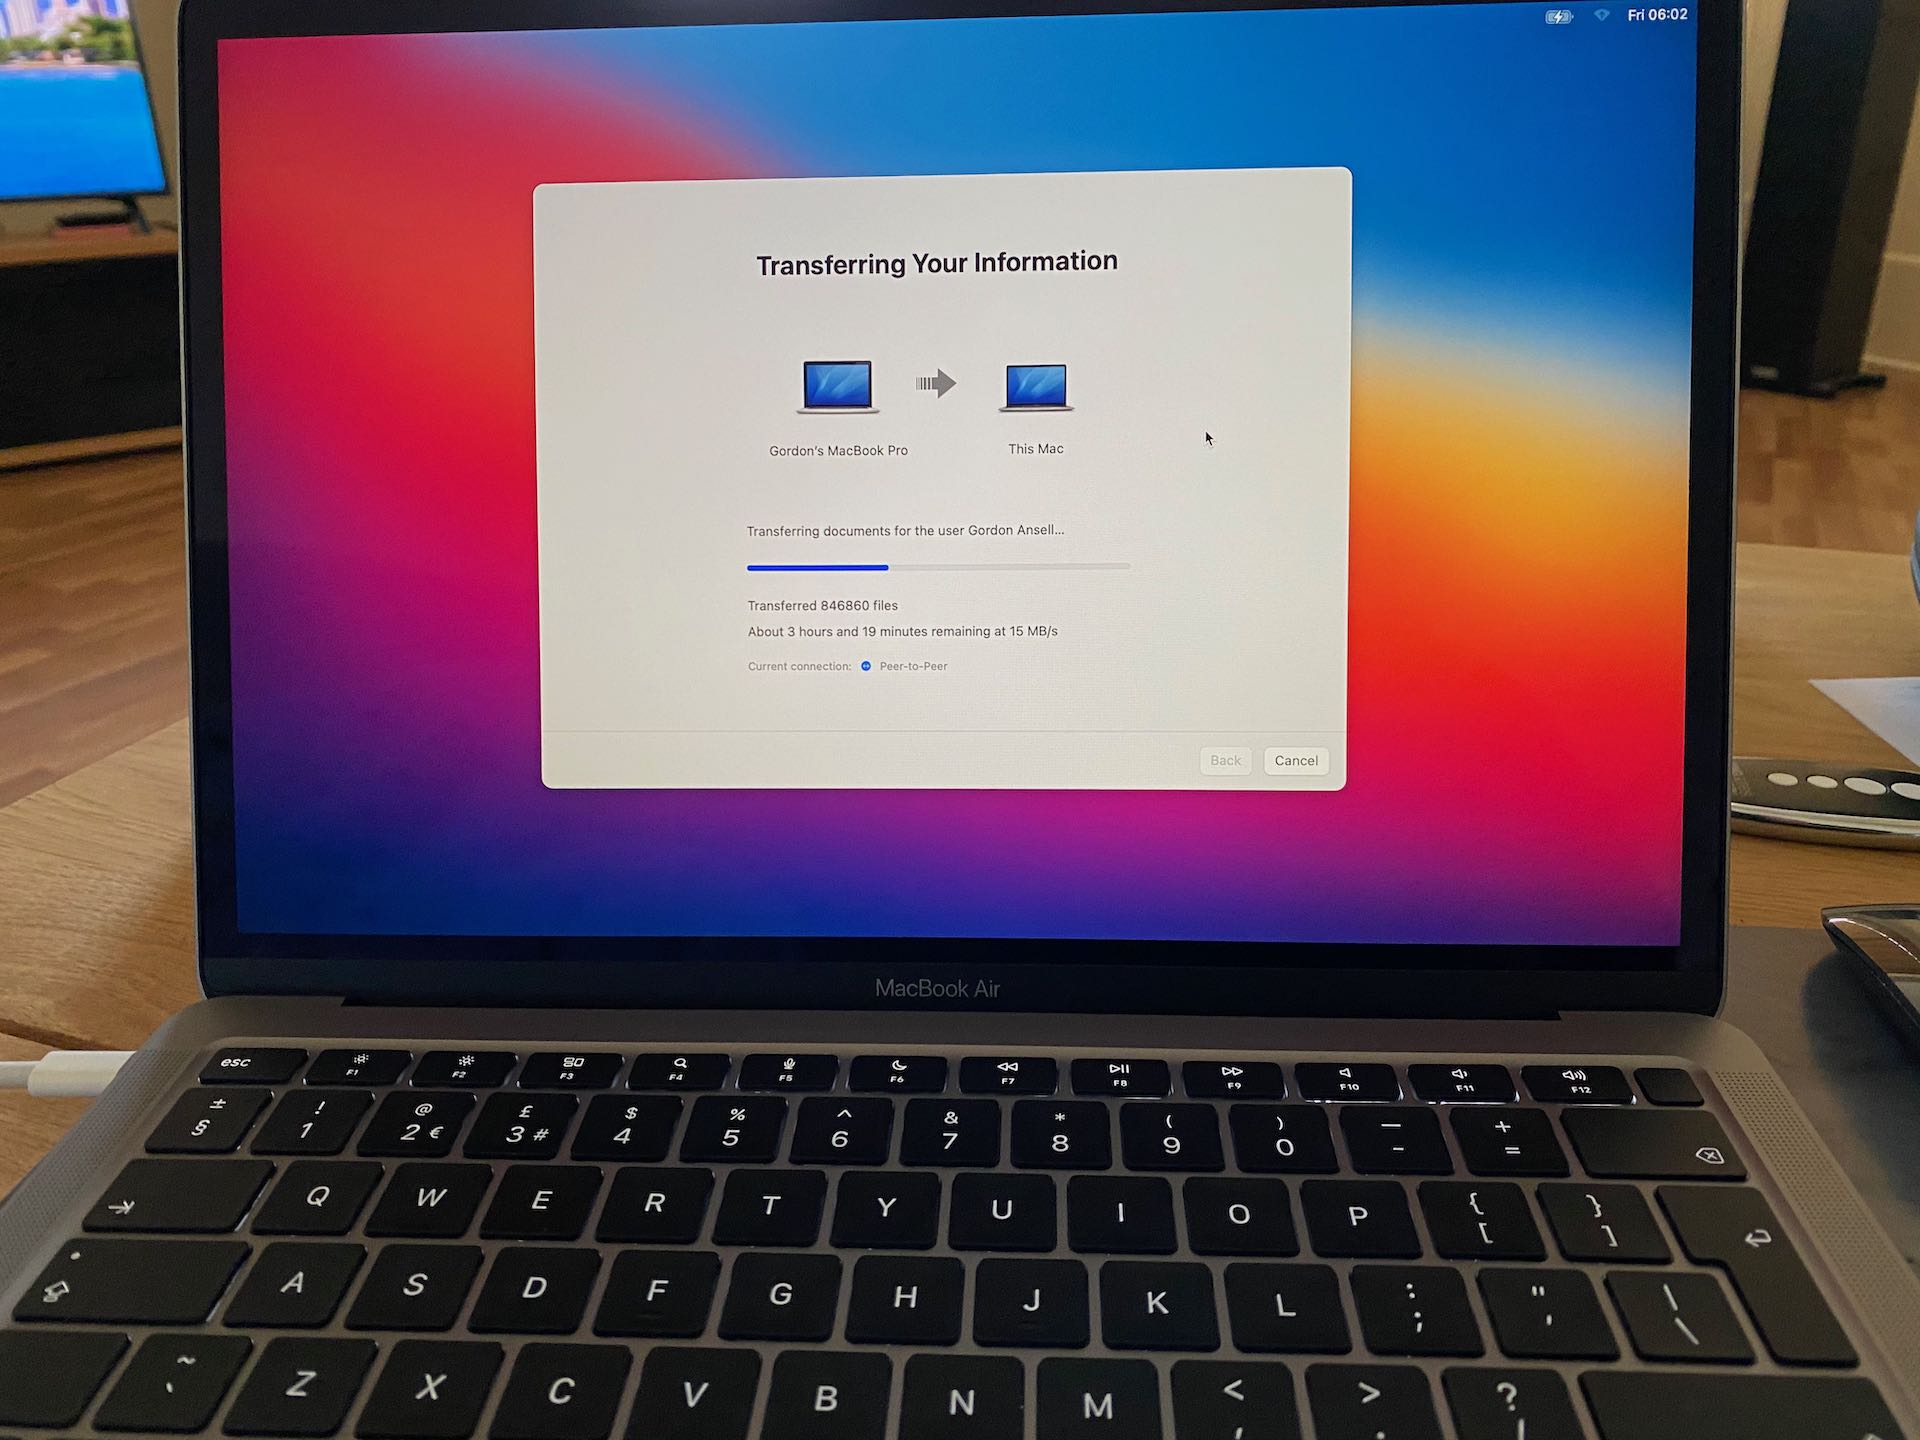 Fri 06:02
Transferring Your Information
Gordon's MacBook Pro
This Mac
Transferring documents for the user Gordon Ansell...
Transferred 846860 files
About 3 hours and 19 minutes remaining at 15 MB/s
Current connection: Peer-to-Peer
Back Cancel
MacBook Air
esc F1 F2 F3 F4 F5 F6 F7 F8 F9 F10 F11 F12
± ! @ £ $ % ^ & * ( ) — +
§ 1 2 € 3 # 4 5 6 7 8 9 0 - =
Q W E R T Y U I O P { }
[ ]
A S D F G H J K L : " |
; ' \
~ Z X C V B N M < > ?
`